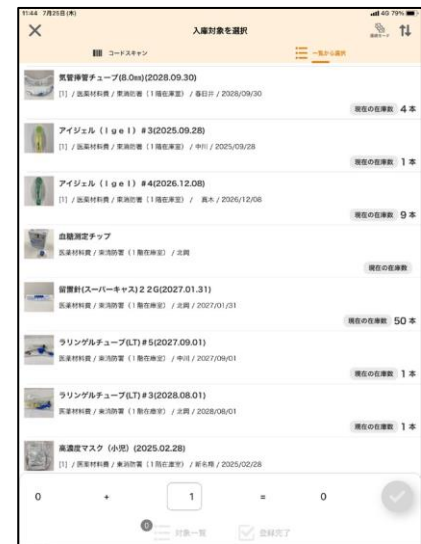 11:44 7月25日(木)
4G 79%
入庫対象を選択
コードスキャン
一覧から選択
気管挿管チューブ(8.0㎜)(2028.09.30)
[1] / 医薬材料費 / 東消防署 (1階在庫室) / 春日井 / 2028/09/30
現在の在庫数 4 本
アイジェル (Igel) #3(2025.09.28)
[1] / 医薬材料費 / 東消防署 (1階在庫室) / 中川 / 2025/09/28
現在の在庫数 1 本
アイジェル (Igel) #4(2026.12.08)
[1] / 医薬材料費 / 東消防署 (1階在庫室) / 真木 / 2026/12/08
現在の在庫数 9 本
血糖測定チップ
医薬材料費 / 東消防署 (1階在庫室) / 北岡
現在の在庫数
留置針(スーパーキャス)22G(2027.01.31)
医薬材料費 / 東消防署 (1階在庫室) / 北岡 / 2027/01/31
現在の在庫数 50 本
ラリンゲルチューブ(LT)#5(2027.09.01)
医薬材料費 / 東消防署 (1階在庫室) / 中川 / 2027/09/01
現在の在庫数 1 本
ラリンゲルチューブ(LT)#3(2028.08.01)
医薬材料費 / 東消防署 (1階在庫室) / 北岡 / 2028/08/01
現在の在庫数 1 本
高濃度マスク (小児) (2025.02.28)
[1] / 医薬材料費 / 東消防署 (1階在庫室) / 新名用 / 2025/02/28
0 + 1 = 0
0 対象一覧 登録完了